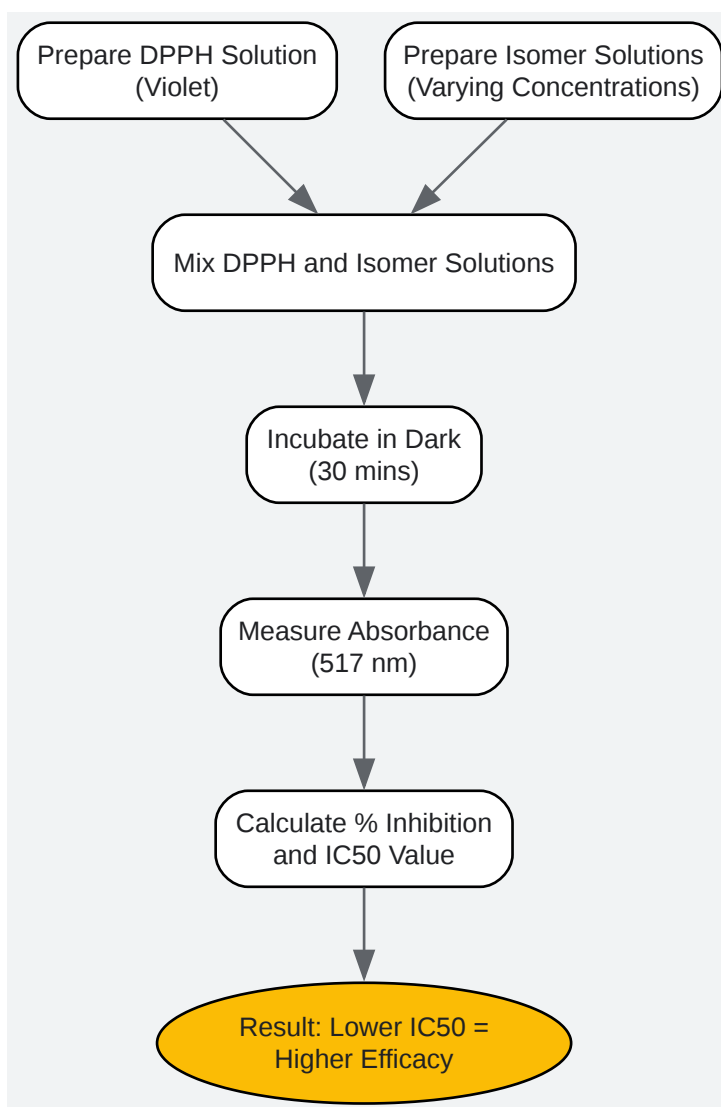 Prepare DPPH Solution
(Violet)
Prepare Isomer Solutions
(Varying Concentrations)
Mix DPPH and Isomer Solutions
Incubate in Dark
(30 mins)
Measure Absorbance
(517 nm)
Calculate % Inhibition
and IC50 Value
Result: Lower IC50 =
Higher Efficacy